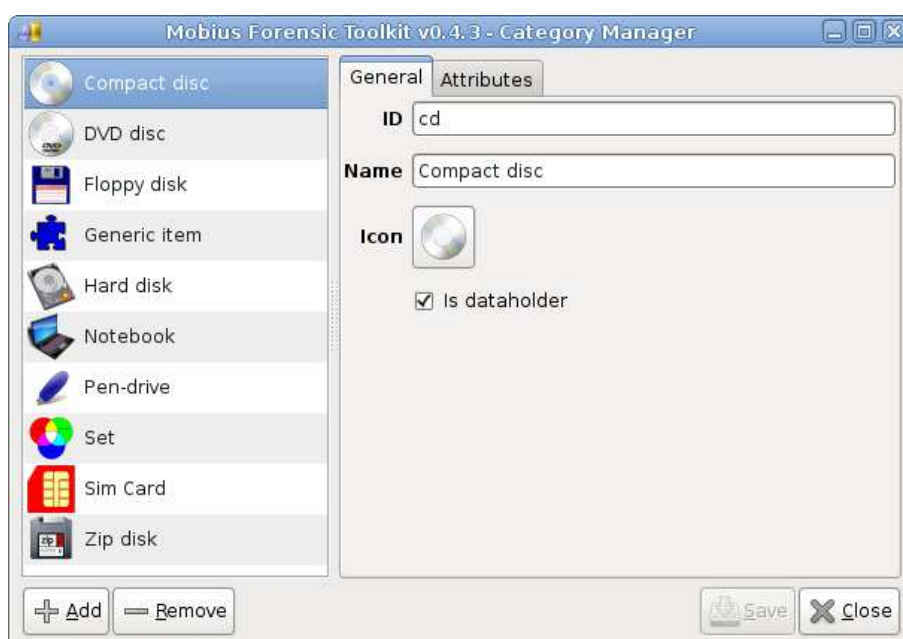 Mobius Forensic Toolkit v0.4.3 - Category Manager
Compact disc
DVD disc
Floppy disk
Generic item
Hard disk
Notebook
Pen-drive
Set
Sim Card
Zip disk
General Attributes
ID cd
Name Compact disc
Icon
Is dataholder
Add Remove Save Close
DVD
zip